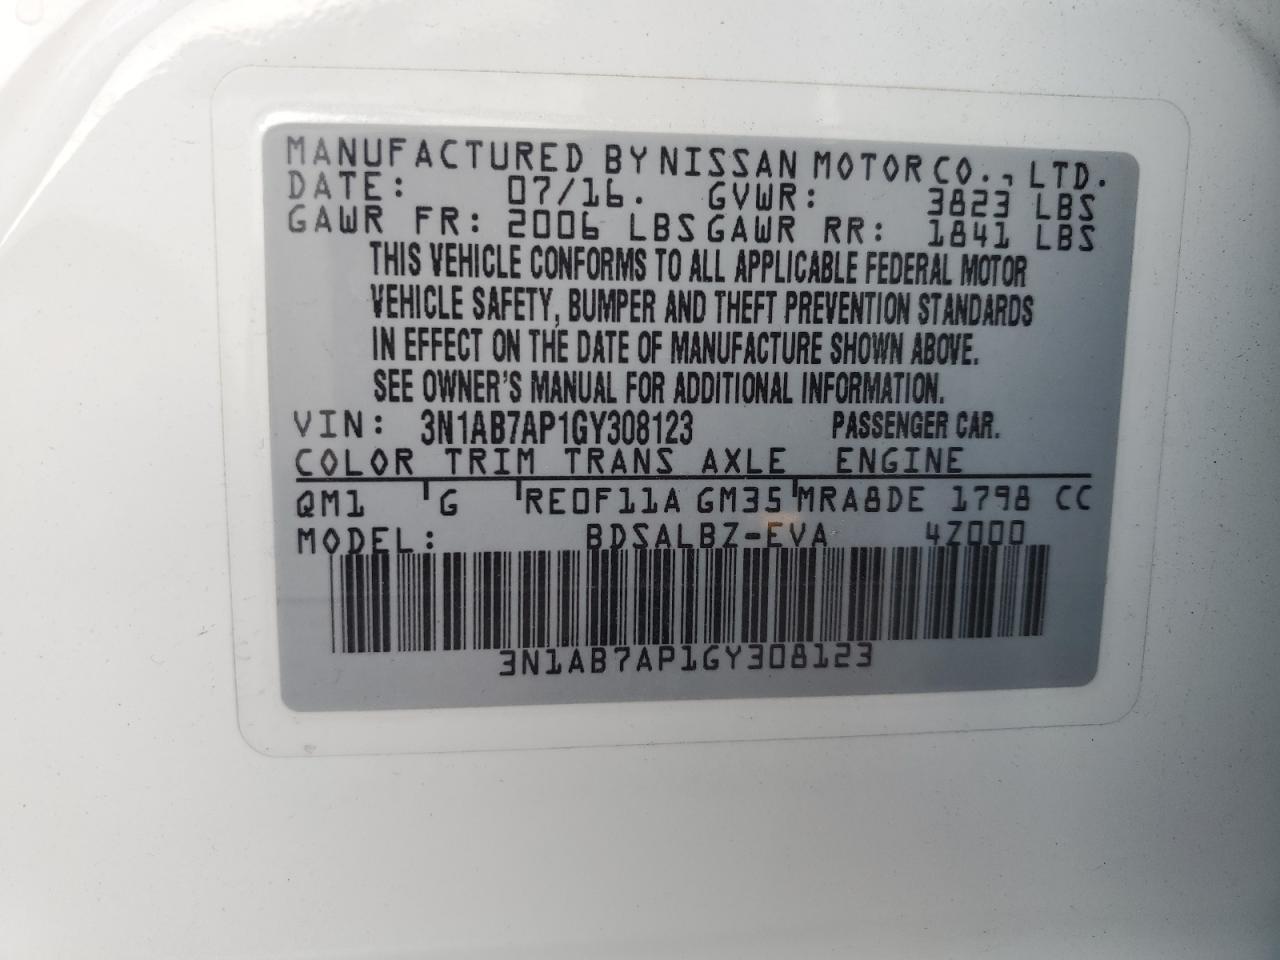 MANUFACTURED BY NISSAN MOTOR CO., LTD.
DATE: 07/16. GVWR: 3823 LBS
GAWR FR: 2006 LBS GAWR RR: 1841 LBS
THIS VEHICLE CONFORMS TO ALL APPLICABLE FEDERAL MOTOR
VEHICLE SAFETY, BUMPER AND THEFT PREVENTION STANDARDS
IN EFFECT ON THE DATE OF MANUFACTURE SHOWN ABOVE.
SEE OWNER'S MANUAL FOR ADDITIONAL INFORMATION.
VIN: 3N1AB7AP1GY308123 PASSENGER CAR.
COLOR TRIM TRANS AXLE ENGINE
QM1 G RE0F11A GM35 MRA8DE 1798 CC
MODEL: BDSALBZ-EVA 4Z000
3N1AB7AP1GY308123